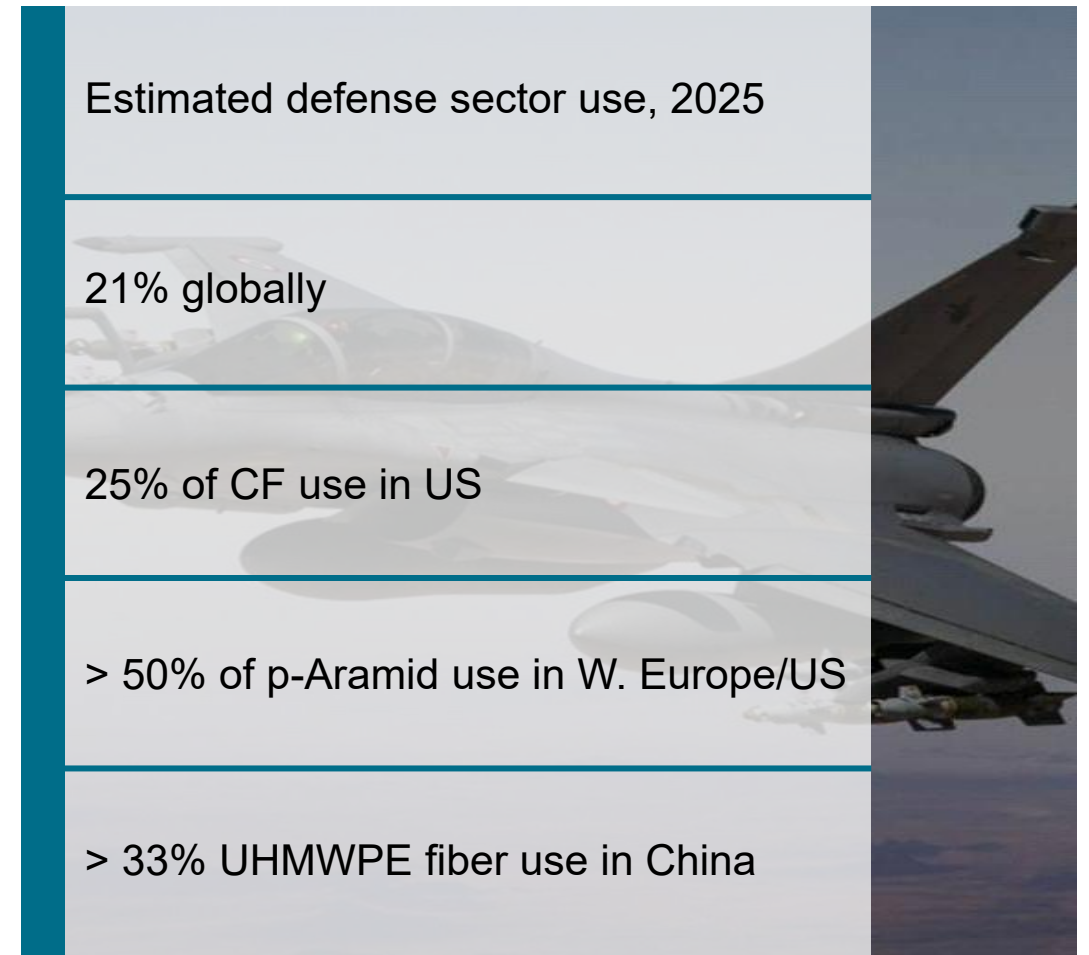 Estimated defense sector use, 2025
21% globally
25% of CF use in US
> 50% of p-Aramid use in W. Europe/US
> 33% UHMWPE fiber use in China